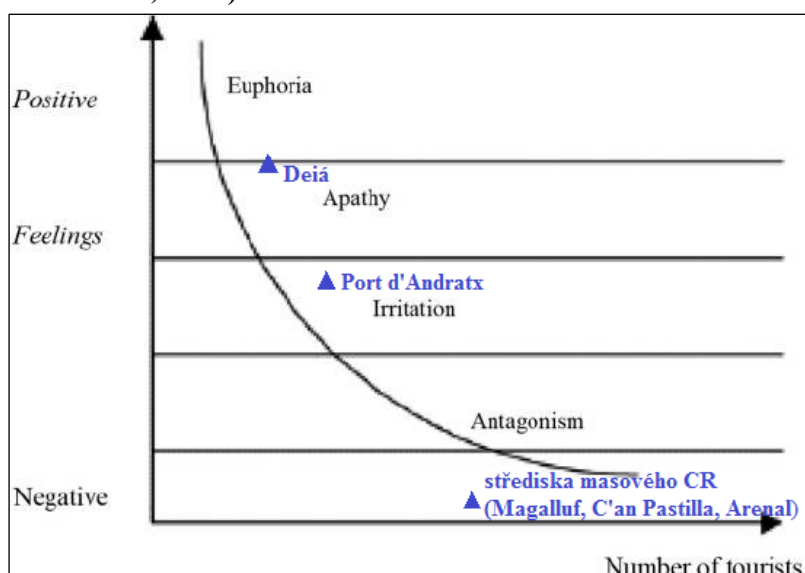 Euphoria
Positive
Deiá
Apathy
Feelings
Port d'Andratx
Irritation
Antagonism
střediska masového CR
Negative
(Magalluf, C'an Pastilla, Arenal)
Number of tourists